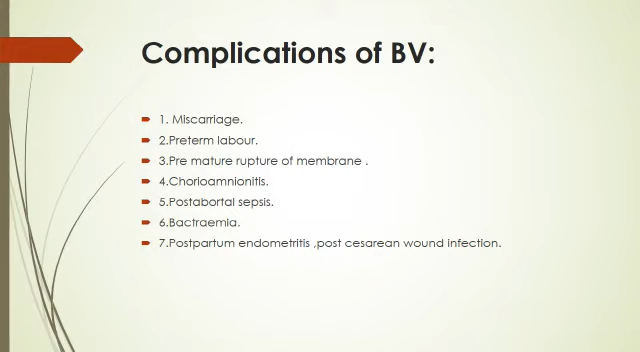 Complications of BV:
1. Miscarriage.
2.Preterm labour.
3.Pre mature rupture of membrane .
4.Chorioamnionitis.
5.Postabortal sepsis.
6.Bactraemia.
7.Postpartum endometritis ,post cesarean wound infection.